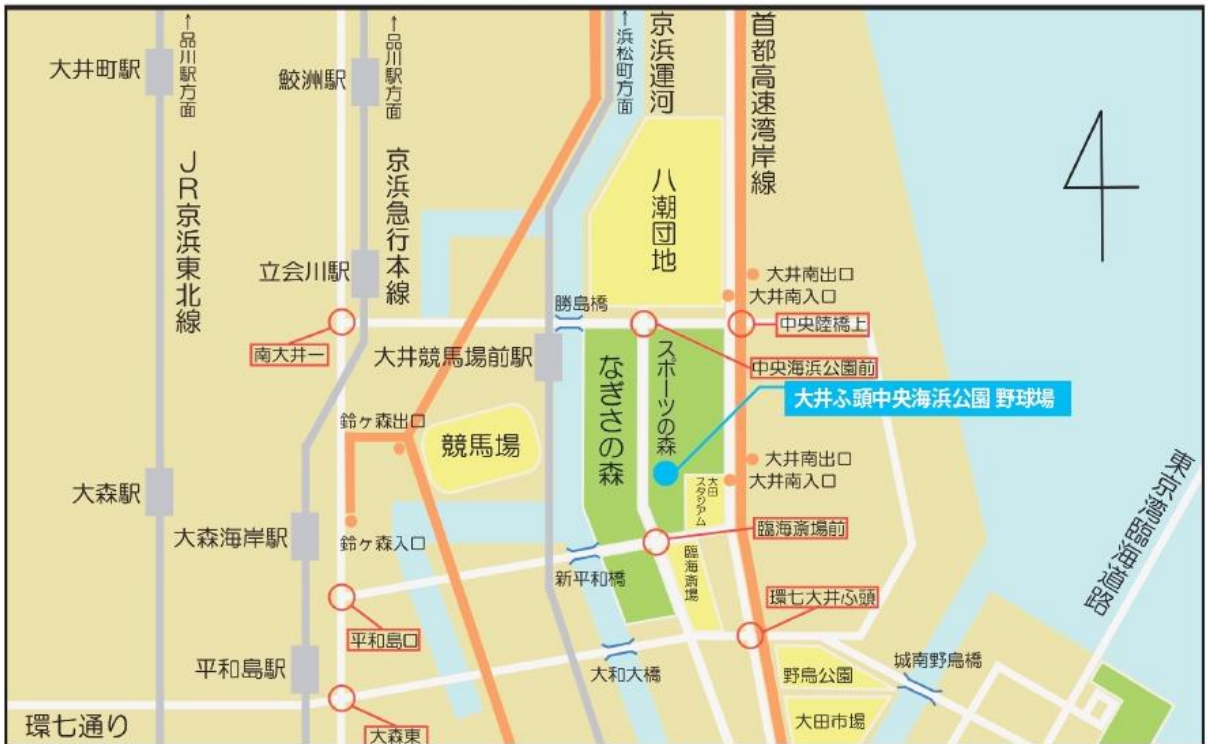 ←品川駅方面
←品川駅方面
←浜松町方面
京浜運河
首都高速湾岸線
大井町駅
鮫洲駅
JR京浜東北線
京浜急行本線
八潮団地
立会川駅
大井南出口
大井南入口
勝島橋
中央陸橋上
南大井一
大井競馬場前駅
中央海浜公園前
なぎさの森
スポーツの森
大井ふ頭中央海浜公園 野球場
鈴ヶ森出口
競馬場
大井南出口
大井南入口
大森駅
大田
スタジアム
東京湾臨海道路
大森海岸駅
鈴ヶ森入口
臨海斎場前
新平和橋
臨海斎場
環七大井ふ頭
平和島口
平和島駅
大和大橋
野鳥公園
城南野鳥橋
環七通り
大森東
大田市場